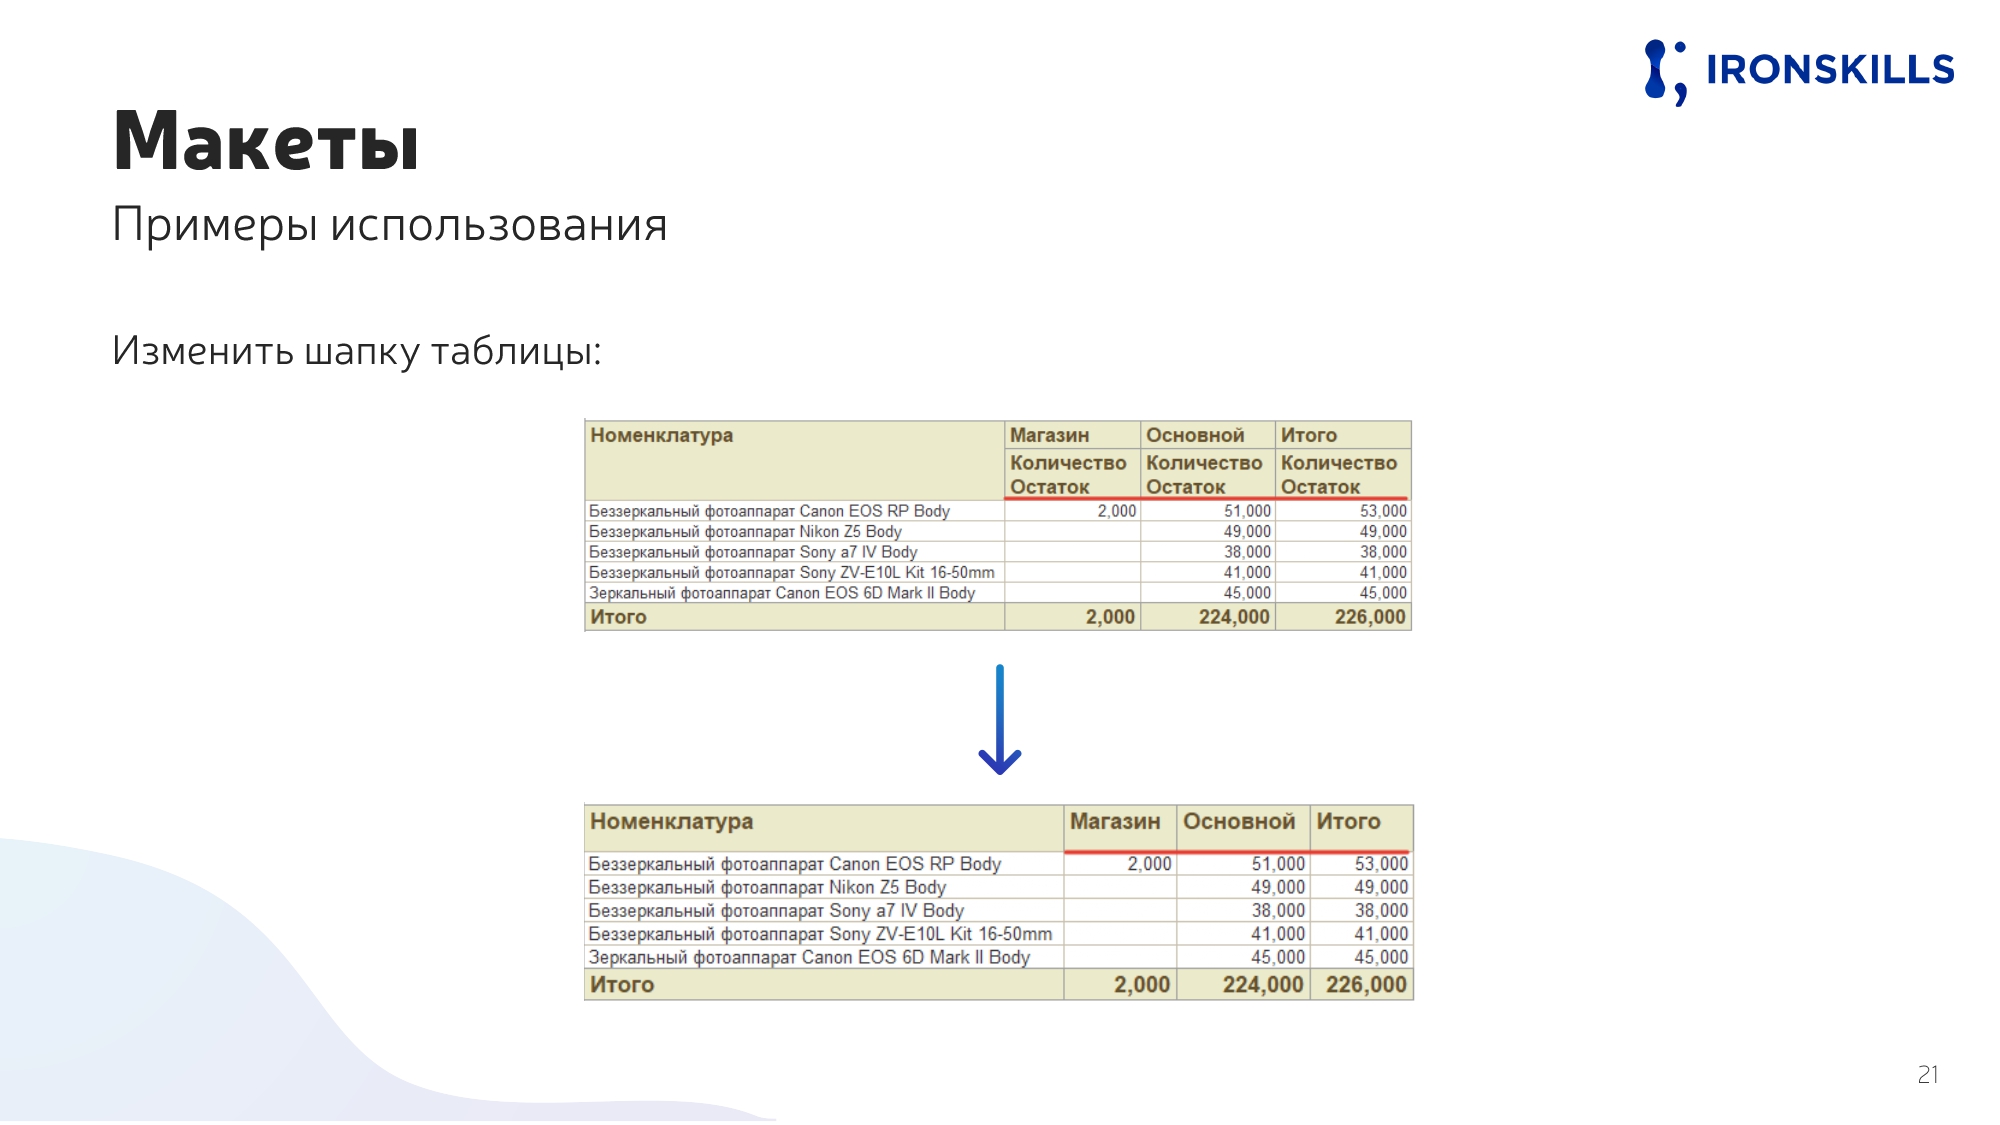 IRONSKILLS
Макеты
Примеры использования
Изменить шапку таблицы:
Номенклатура Магазин Основной Итого
Количество Количество Количество
Остаток Остаток Остаток
Беззеркальный фотоаппарат Canon EOS RP Body 2,000 51,000 53,000
Беззеркальный фотоаппарат Nikon Z5 Body 49,000 49,000
Беззеркальный фотоаппарат Sony a7 IV Body 38,000 38,000
Беззеркальный фотоаппарат Sony ZV-E10L Kit 16-50mm 41,000 41,000
Зеркальный фотоаппарат Canon EOS 6D Mark II Body 45,000 45,000
Итого 2,000 224,000 226,000
Номенклатура Магазин Основной Итого
Беззеркальный фотоаппарат Canon EOS RP Body 2,000 51,000 53,000
Беззеркальный фотоаппарат Nikon Z5 Body 49,000 49,000
Беззеркальный фотоаппарат Sony a7 IV Body 38,000 38,000
Беззеркальный фотоаппарат Sony ZV-E10L Kit 16-50mm 41,000 41,000
Зеркальный фотоаппарат Canon EOS 6D Mark II Body 45,000 45,000
Итого 2,000 224,000 226,000
21